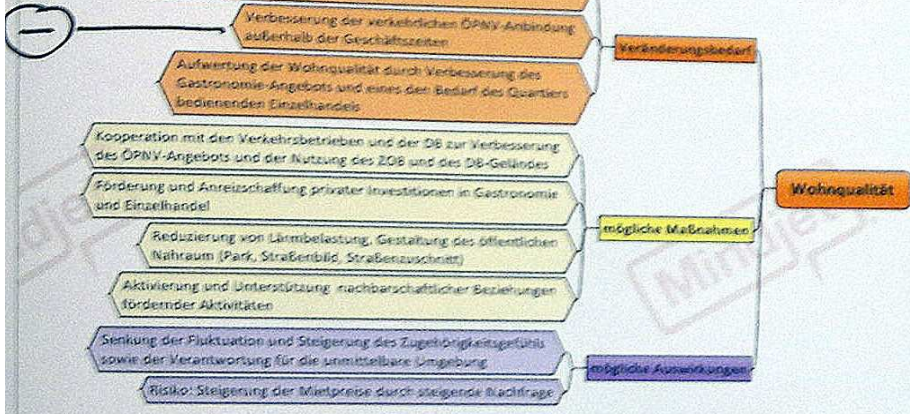 Verbesserung der verkehrlichen ÖPNV-Anbindung
außerhalb der Geschäftszeiten
Veränderungsbedarf
Aufwertung der Wohnqualität durch Verbesserung des
Gastronomie-Angebots und eines den Bedarf des Quartiers
bedienenden Einzelhandels
Kooperation mit den Verkehrsbetrieben und der DB zur Verbesserung
des ÖPNV-Angebots und der Nutzung des ZOB und des DB-Geländes
Wohnqualität
Förderung und Anreizschaffung privater Investitionen in Gastronomie
und Einzelhandel
mögliche Maßnahmen
Reduzierung von Lärmbelastung, Gestaltung des öffentlichen
Nahraum (Park, Straßenbild, Straßenzuschnitt)
Mindjet
Aktivierung und Unterstützung nachbarschaftlicher Beziehungen
fördernder Aktivitäten
Senkung der Fluktuation und Steigerung des Zugehörigkeitsgefühls
sowie der Verantwortung für die unmittelbare Umgebung
mögliche Auswirkungen
Risiko: Steigerung der Mietpreise durch steigende Nachfrage